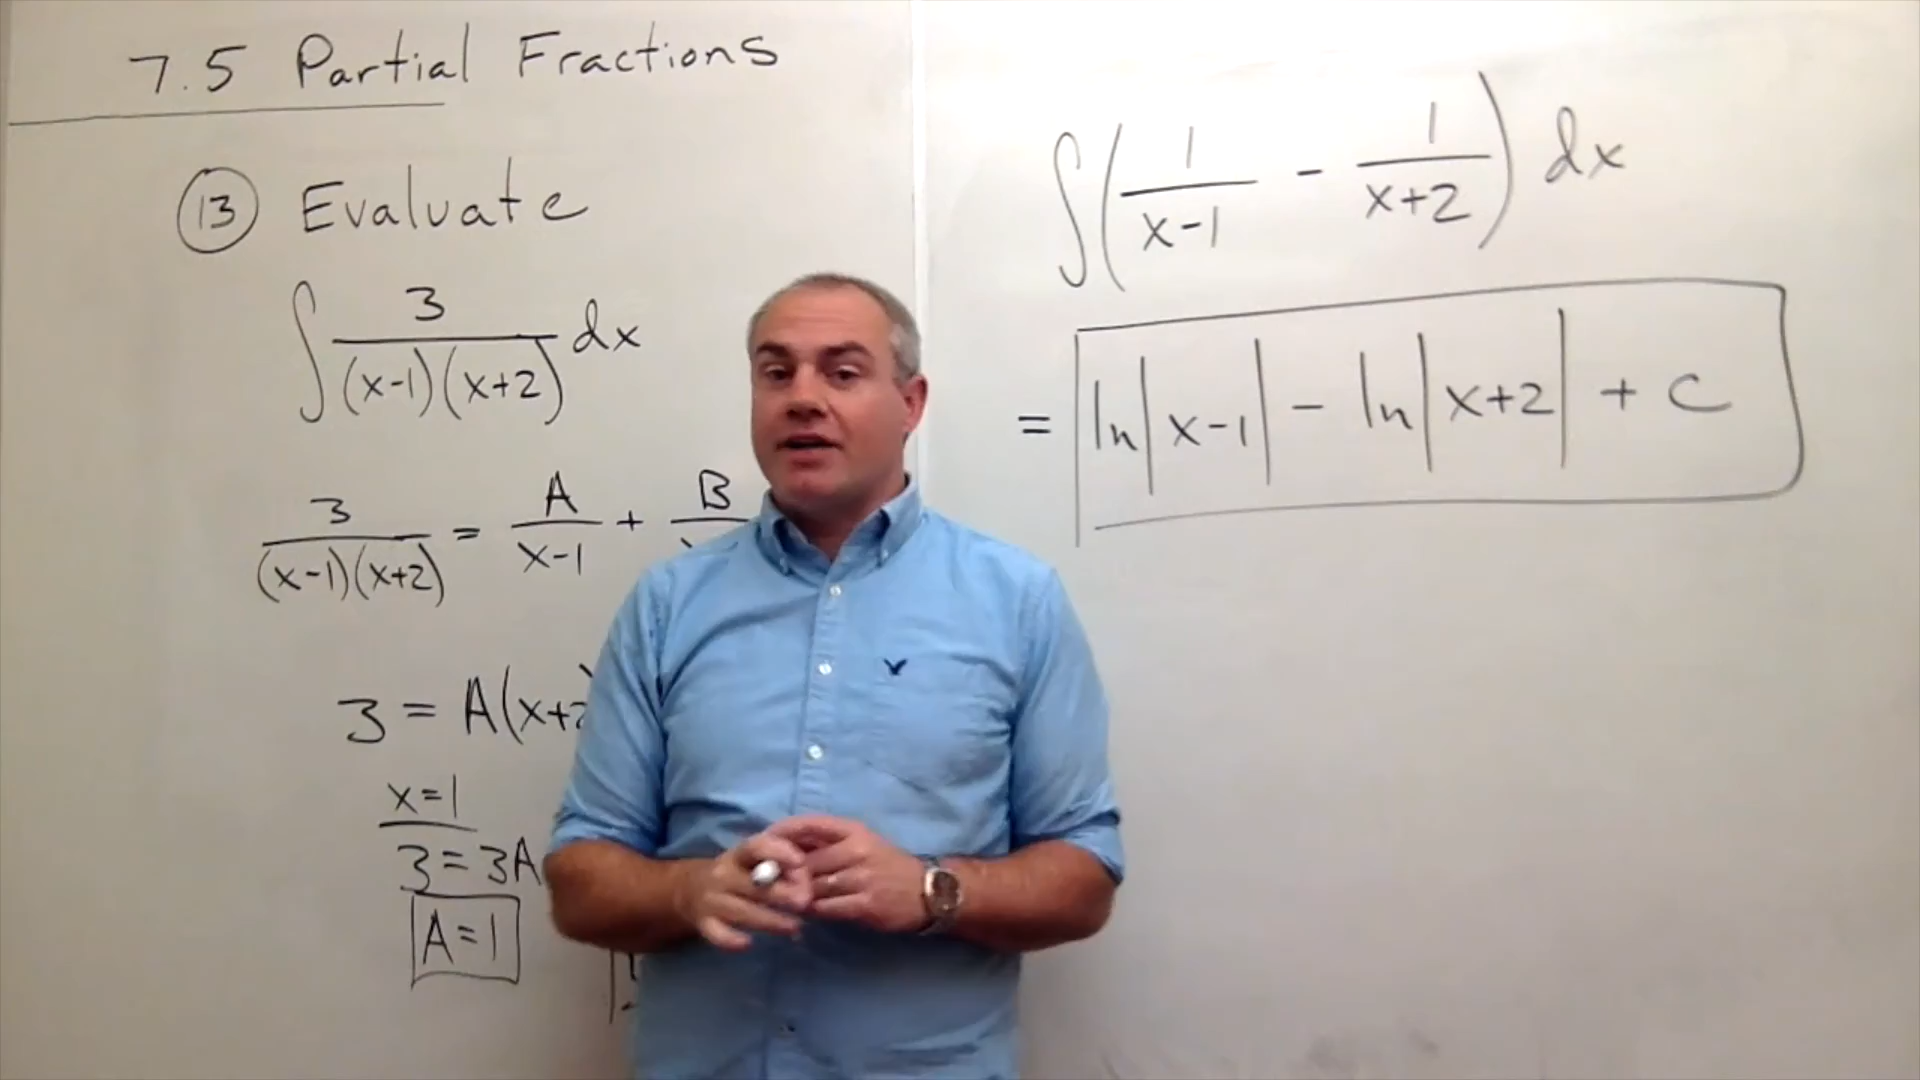 7.5 Partial Fractions
13 Evaluate
∫ 3/((x-1)(x+2)) dx
3/((x-1)(x+2)) = A/(x-1) + B
3 = A(x+2
x=1
3=3A
A=1
∫(1/(x-1) - 1/(x+2)) dx
= ln|x-1| - ln|x+2| + C